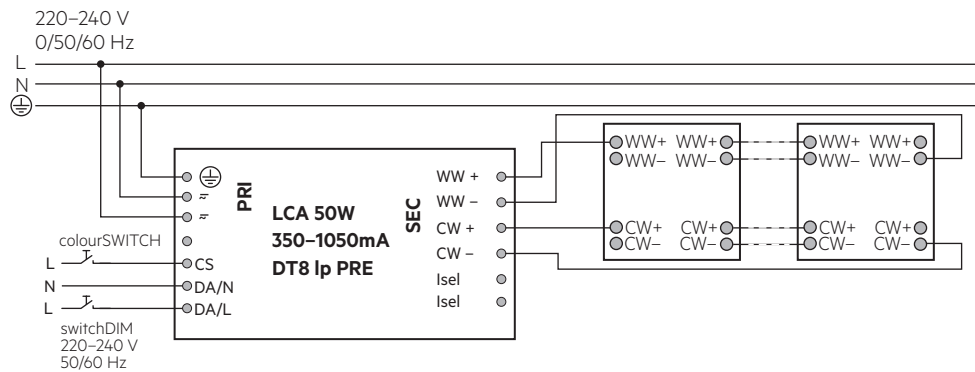 220–240 V
0/50/60 Hz
L
N
PRI
LCA 50W
350–1050mA
DT8 lp PRE
SEC
WW +
WW –
CW +
CW –
Isel
Isel
colourSWITCH
L
CS
N
DA/N
L
DA/L
switchDIM
220–240 V
50/60 Hz
WW+ WW+
WW– WW–
CW+ CW+
CW– CW–
WW+ WW+
WW– WW–
CW+ CW+
CW– CW–